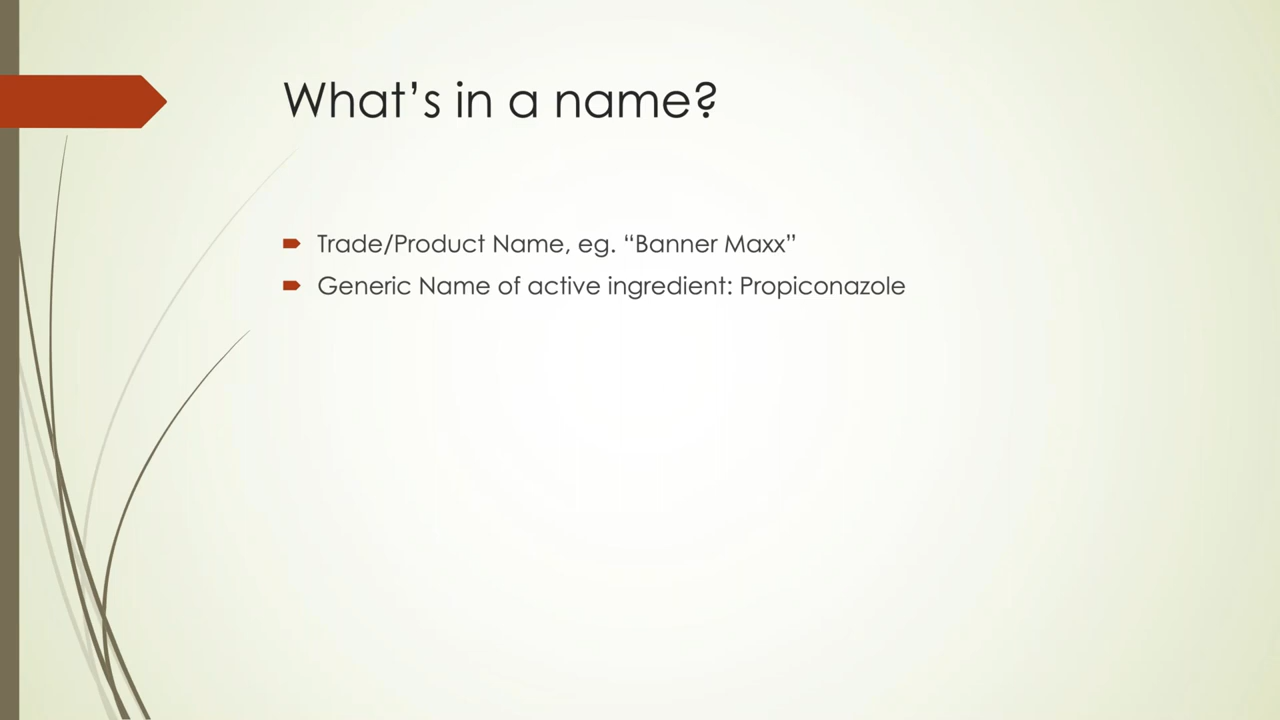 What’s in a name?
Trade/Product Name, eg. “Banner Maxx”
Generic Name of active ingredient: Propiconazole